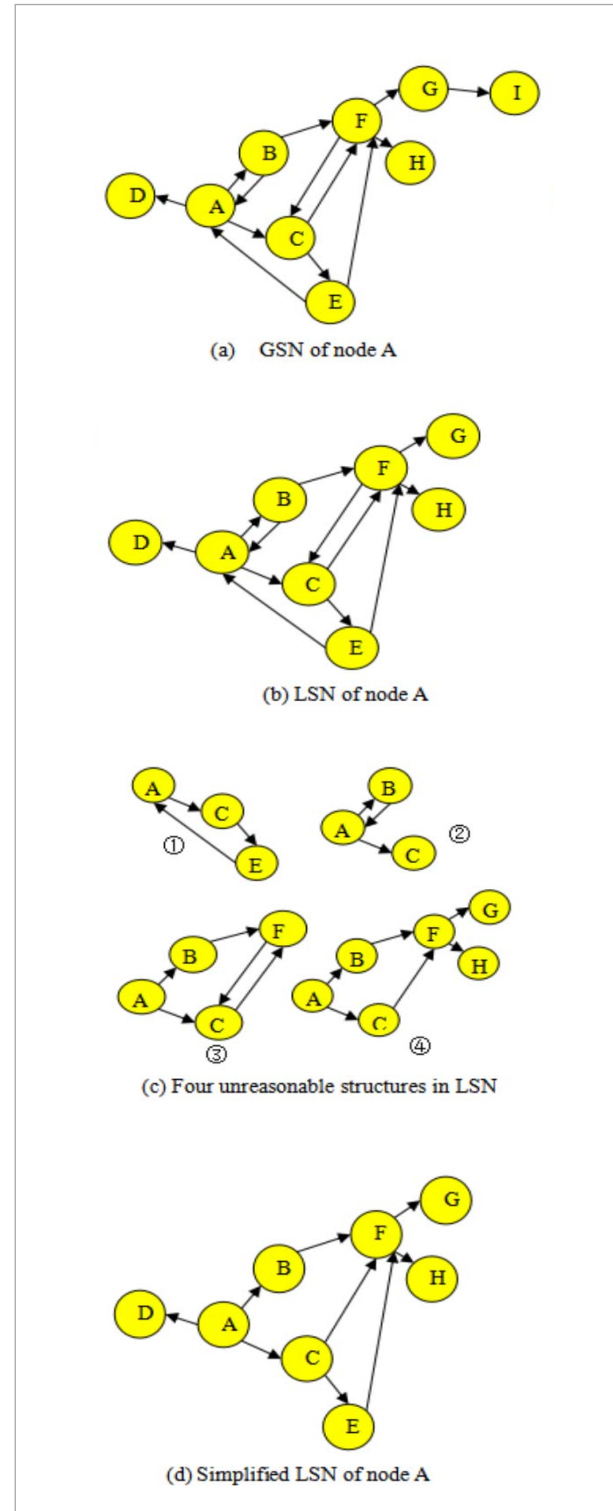 G
I
F
B
H
D
A
C
E
(a) GSN of node A
G
F
B
H
D
A
C
E
(b) LSN of node A
A
C
①
E
B
A
②
C
F
B
A
C
③
G
F
B
H
A
C
④
(c) Four unreasonable structures in LSN
G
F
B
H
D
A
C
E
(d) Simplified LSN of node A